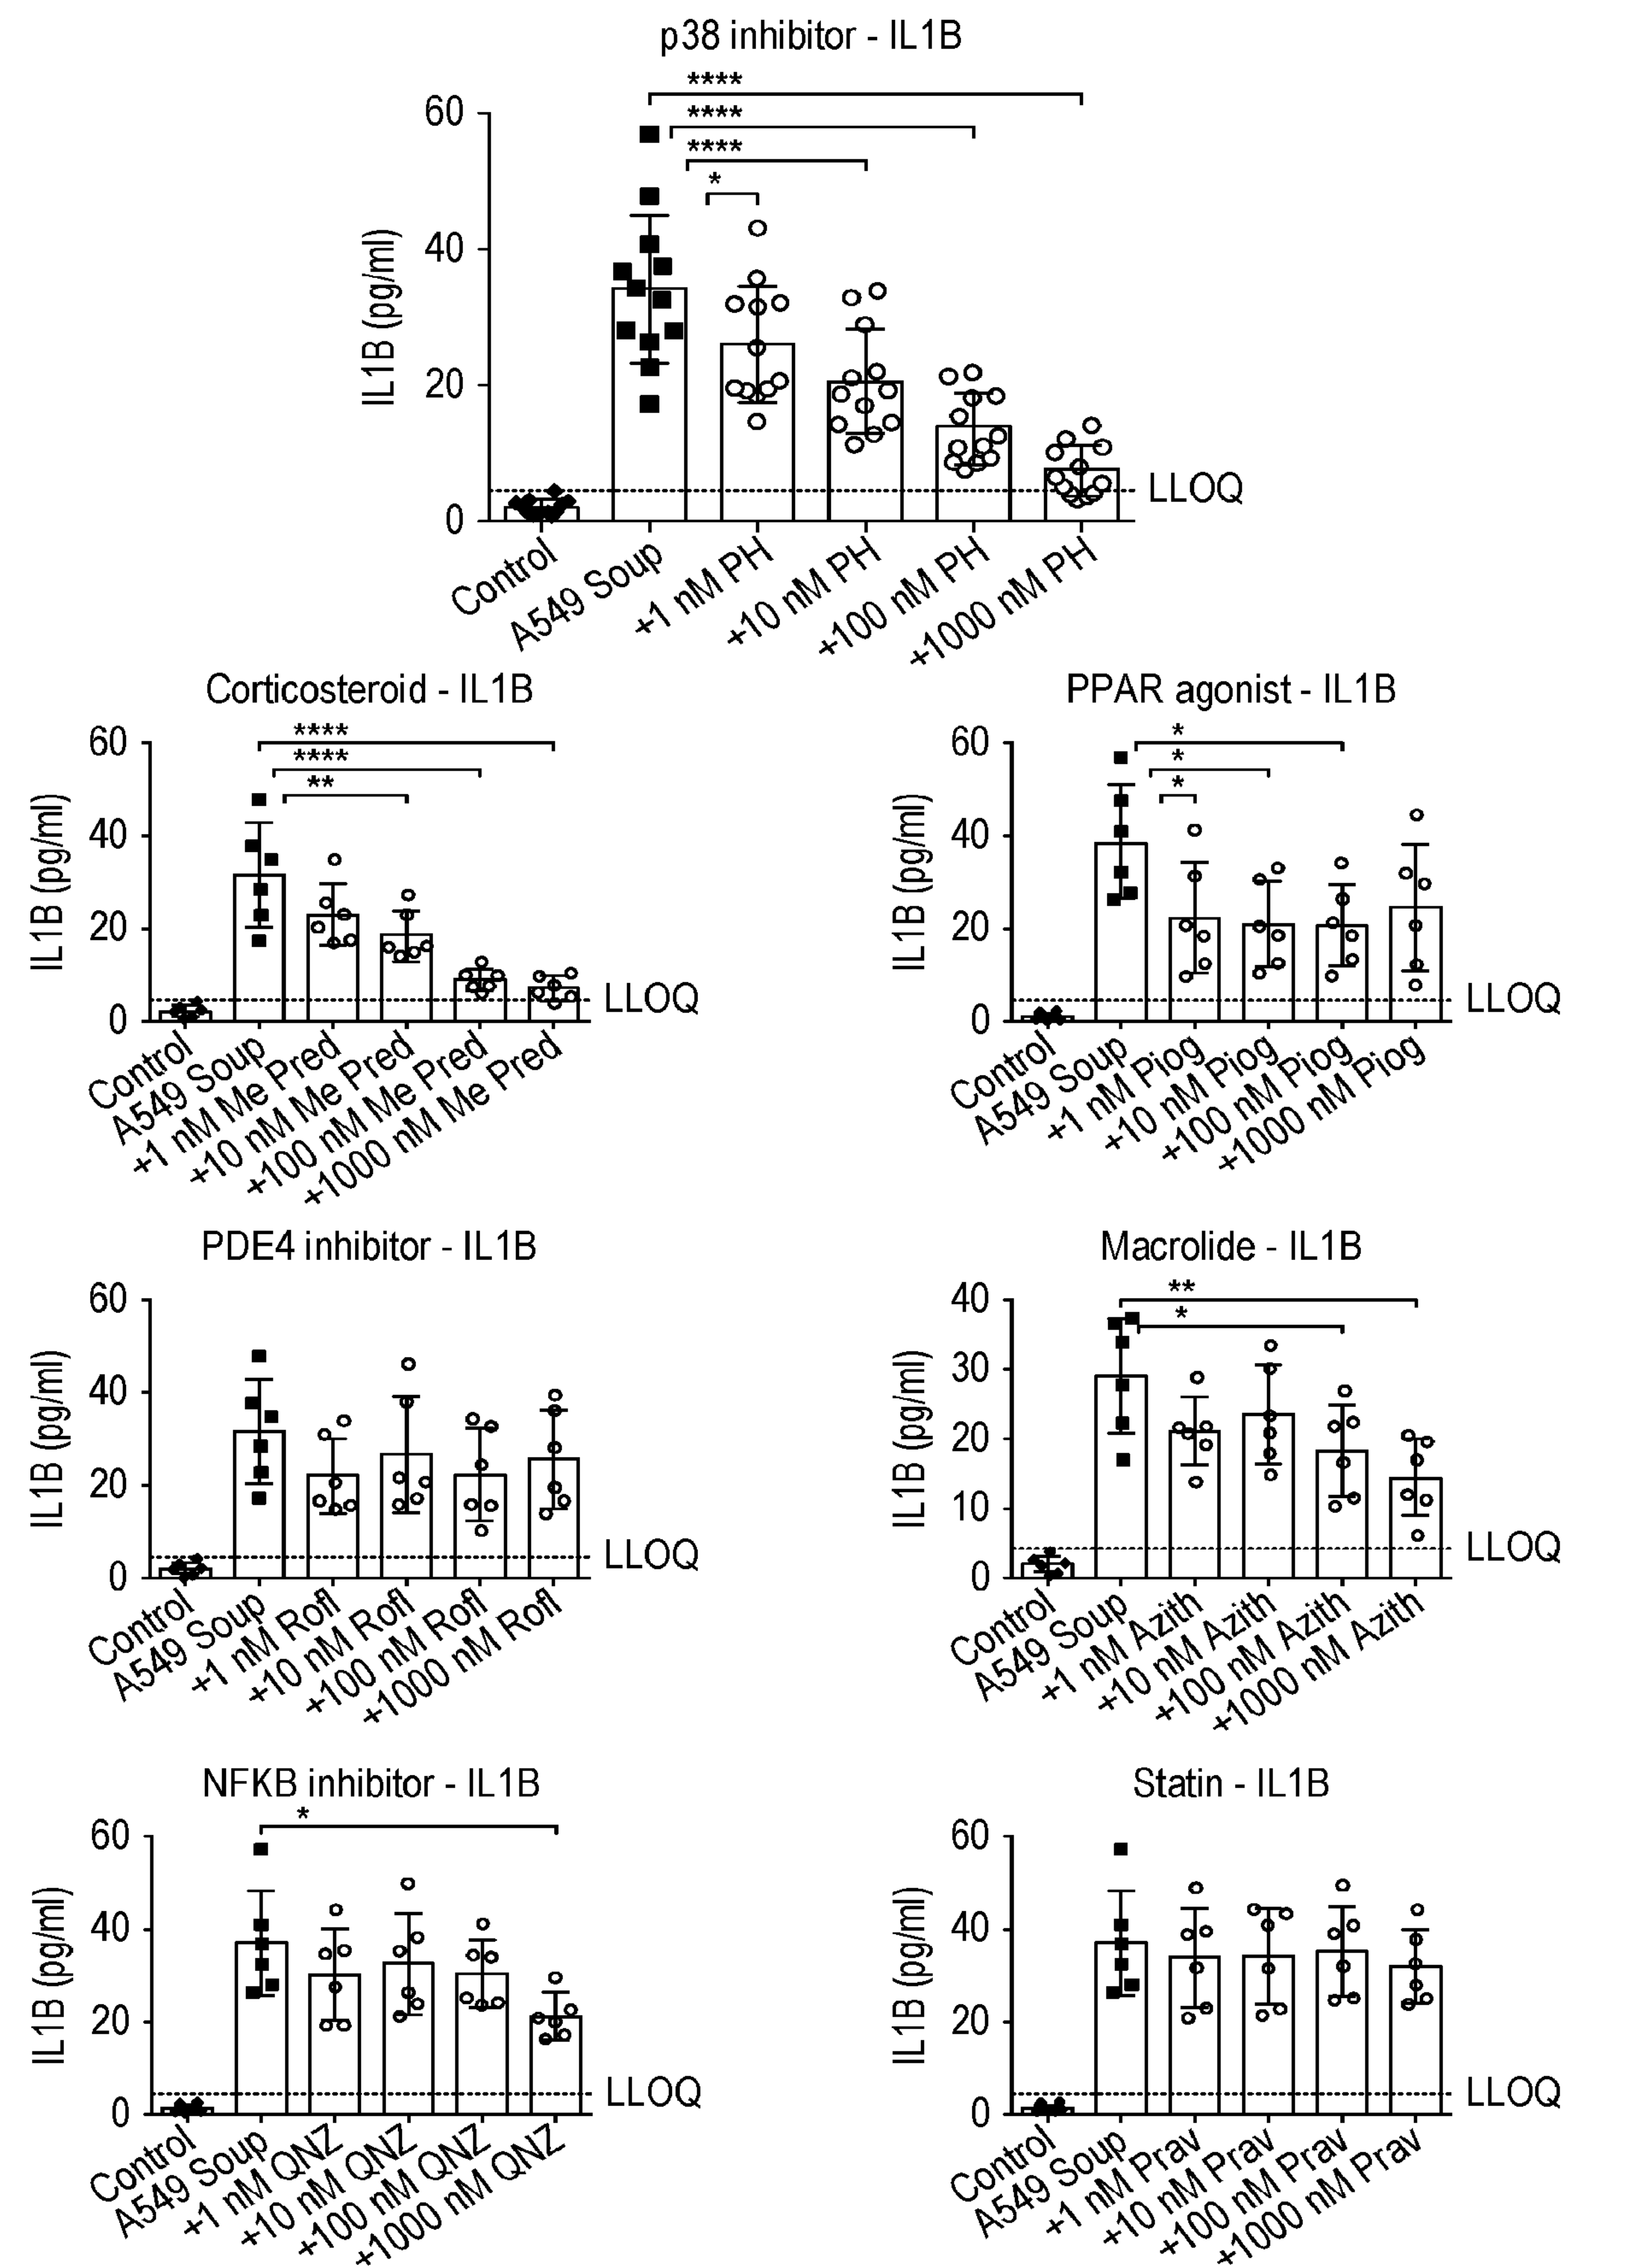 p38 inhibitor - IL1B
****
****
****
*
60
40
20
0
IL1B (pg/ml)
LLOQ
Control
A549 Soup
+1 nM PH
+10 nM PH
+100 nM PH
+1000 nM PH
Corticosteroid - IL1B
****
****
**
60
40
20
0
IL1B (pg/ml)
LLOQ
Control
A549 Soup
+1 nM Me Pred
+10 nM Me Pred
+100 nM Me Pred
+1000 nM Me Pred
PPAR agonist - IL1B
*
*
*
60
40
20
0
IL1B (pg/ml)
LLOQ
Control
A549 Soup
+1 nM Piog
+10 nM Piog
+100 nM Piog
+1000 nM Piog
PDE4 inhibitor - IL1B
60
40
20
0
IL1B (pg/ml)
LLOQ
Control
A549 Soup
+1 nM Rofl
+10 nM Rofl
+100 nM Rofl
+1000 nM Rofl
Macrolide - IL1B
**
*
40
30
20
10
0
IL1B (pg/ml)
LLOQ
Control
A549 Soup
+1 nM Azith
+10 nM Azith
+100 nM Azith
+1000 nM Azith
NFKB inhibitor - IL1B
*
60
40
20
0
IL1B (pg/ml)
LLOQ
Control
A549 Soup
+1 nM QNZ
+10 nM QNZ
+100 nM QNZ
+1000 nM QNZ
Statin - IL1B
60
40
20
0
IL1B (pg/ml)
LLOQ
Control
A549 Soup
+1 nM Prav
+10 nM Prav
+100 nM Prav
+1000 nM Prav